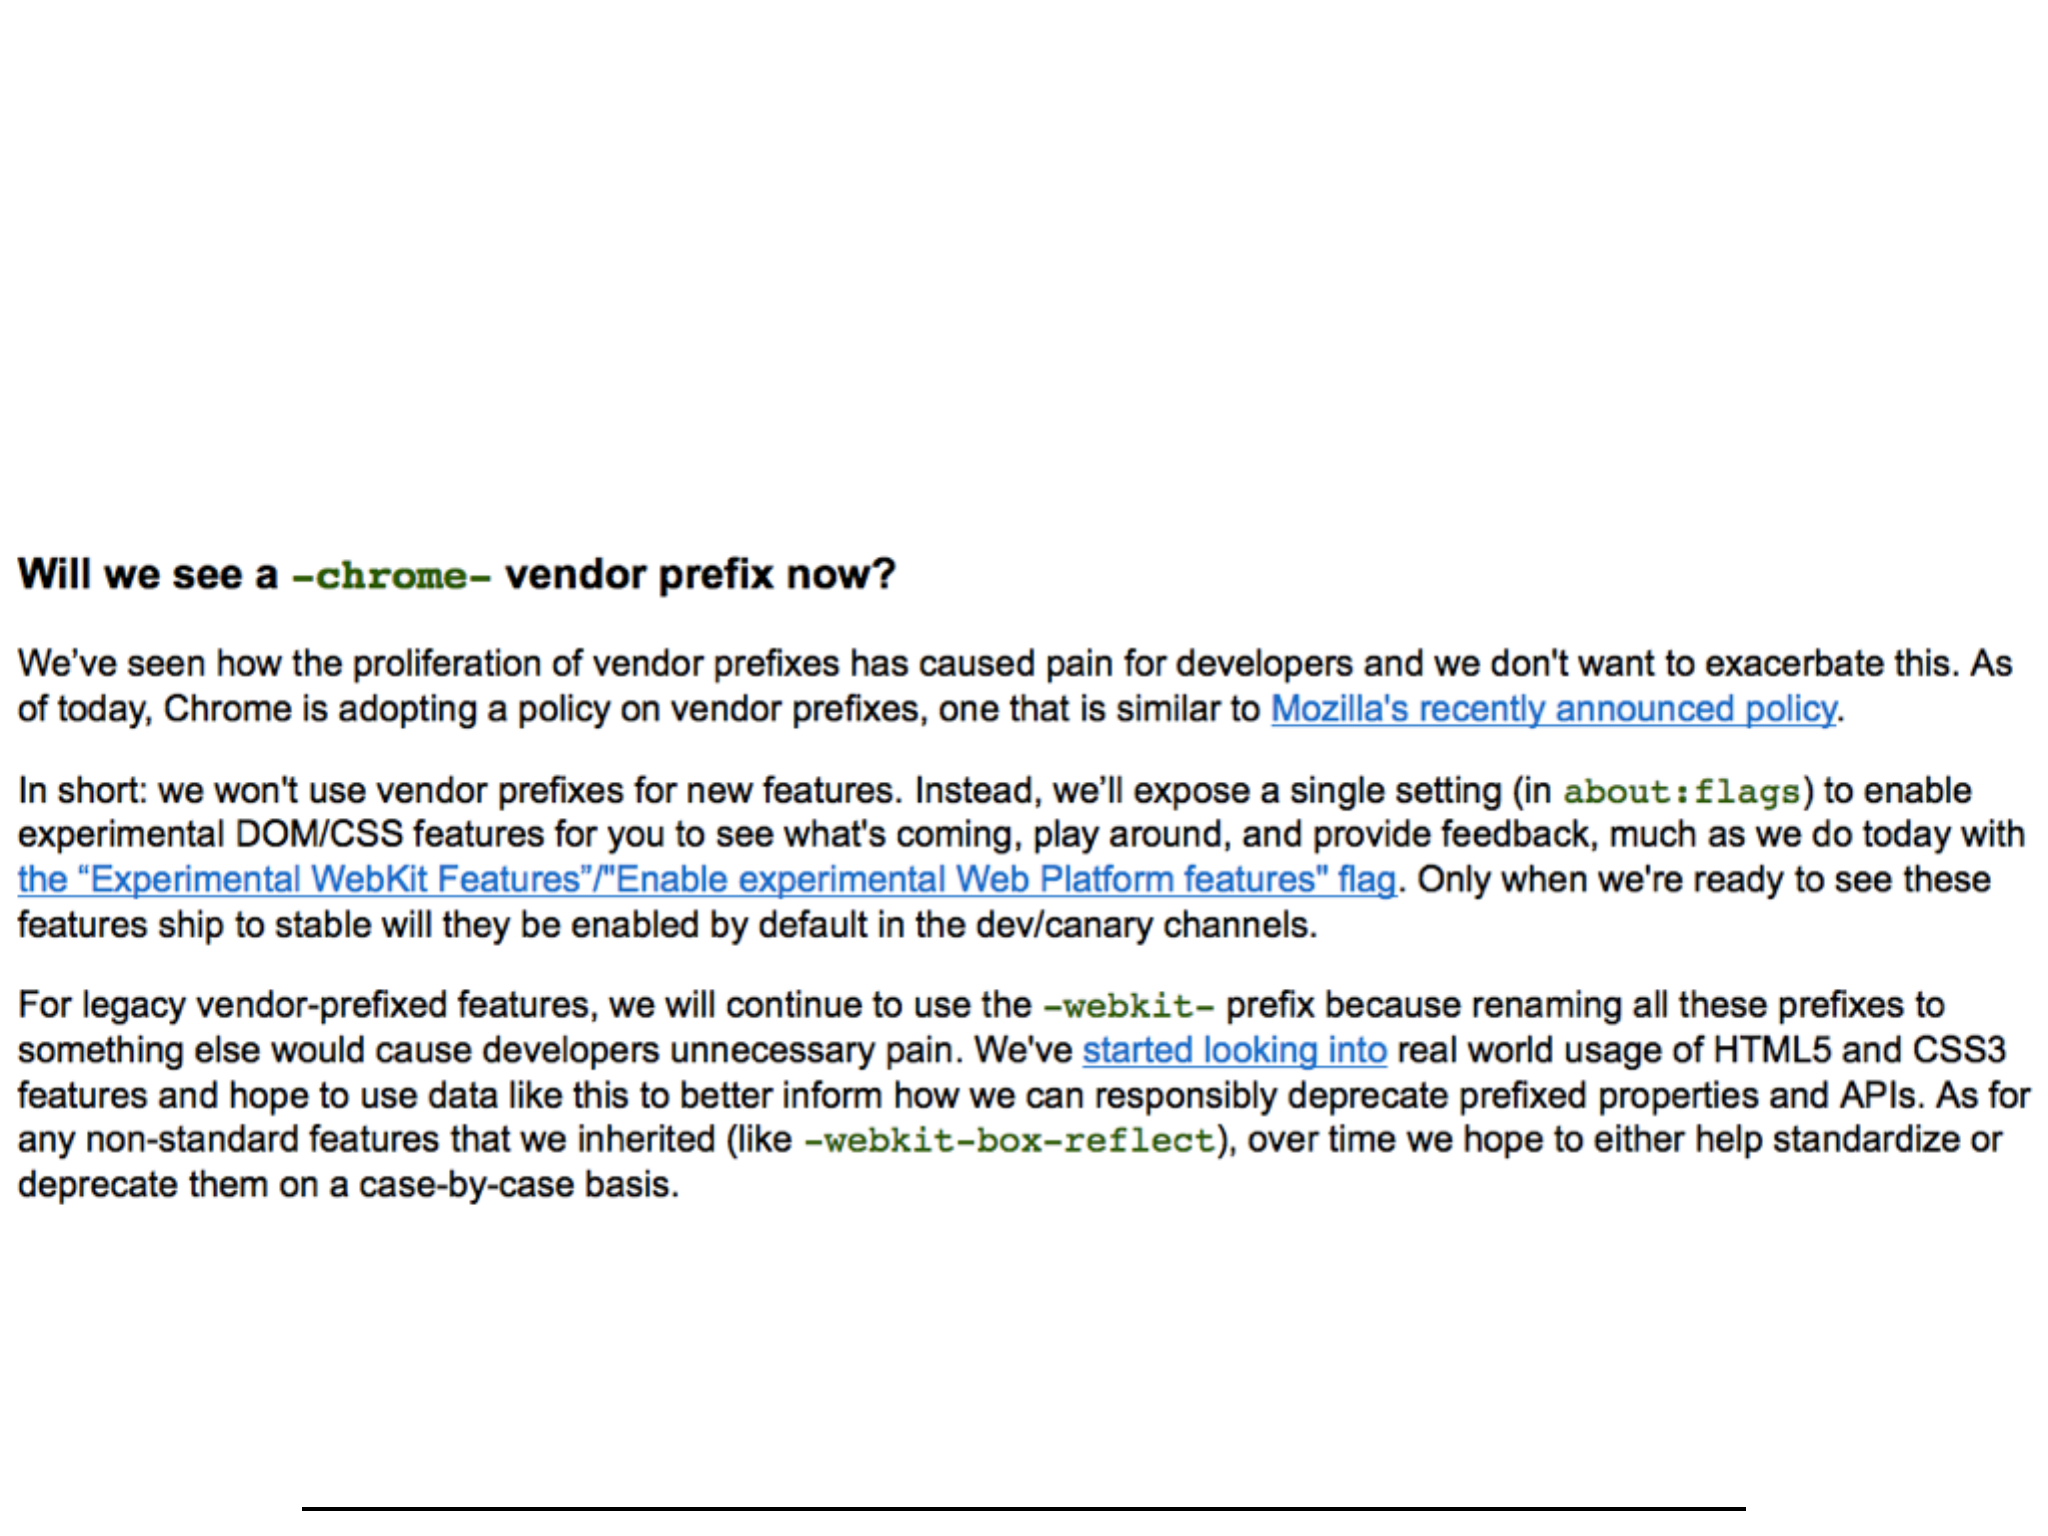 Will we see a -chrome- vendor prefix now?
We’ve seen how the proliferation of vendor prefixes has caused pain for developers and we don't want to exacerbate this. As
of today, Chrome is adopting a policy on vendor prefixes, one that is similar to Mozilla's recently announced policy.
In short: we won't use vendor prefixes for new features. Instead, we’ll expose a single setting (in about:flags) to enable
experimental DOM/CSS features for you to see what's coming, play around, and provide feedback, much as we do today with
the “Experimental WebKit Features”/"Enable experimental Web Platform features" flag. Only when we're ready to see these
features ship to stable will they be enabled by default in the dev/canary channels.
For legacy vendor-prefixed features, we will continue to use the -webkit- prefix because renaming all these prefixes to
something else would cause developers unnecessary pain. We've started looking into real world usage of HTML5 and CSS3
features and hope to use data like this to better inform how we can responsibly deprecate prefixed properties and APIs. As for
any non-standard features that we inherited (like -webkit-box-reflect), over time we hope to either help standardize or
deprecate them on a case-by-case basis.